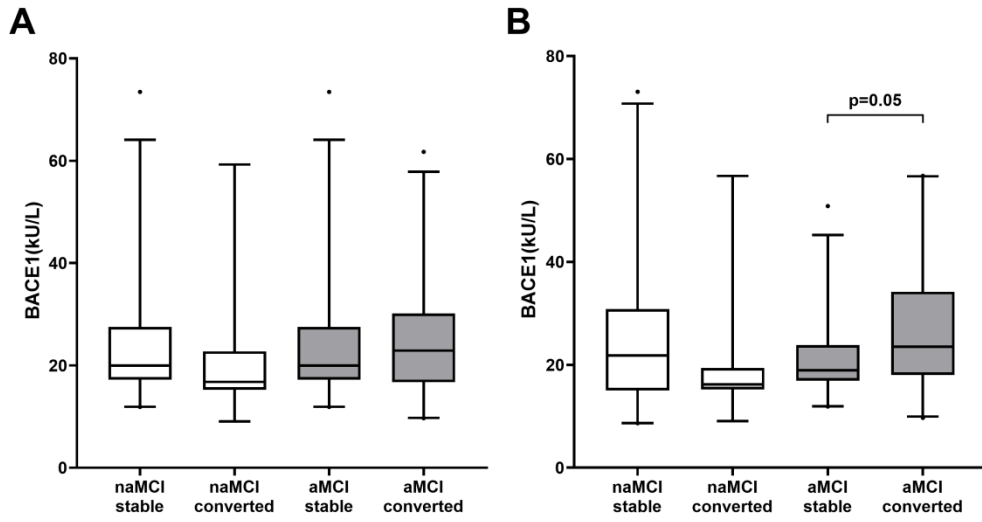 A
BACE1(kU/L)
80
60
40
20
0
naMCI stable
naMCI converted
aMCI stable
aMCI converted
B
BACE1(kU/L)
80
60
40
20
0
p=0.05
naMCI stable
naMCI converted
aMCI stable
aMCI converted